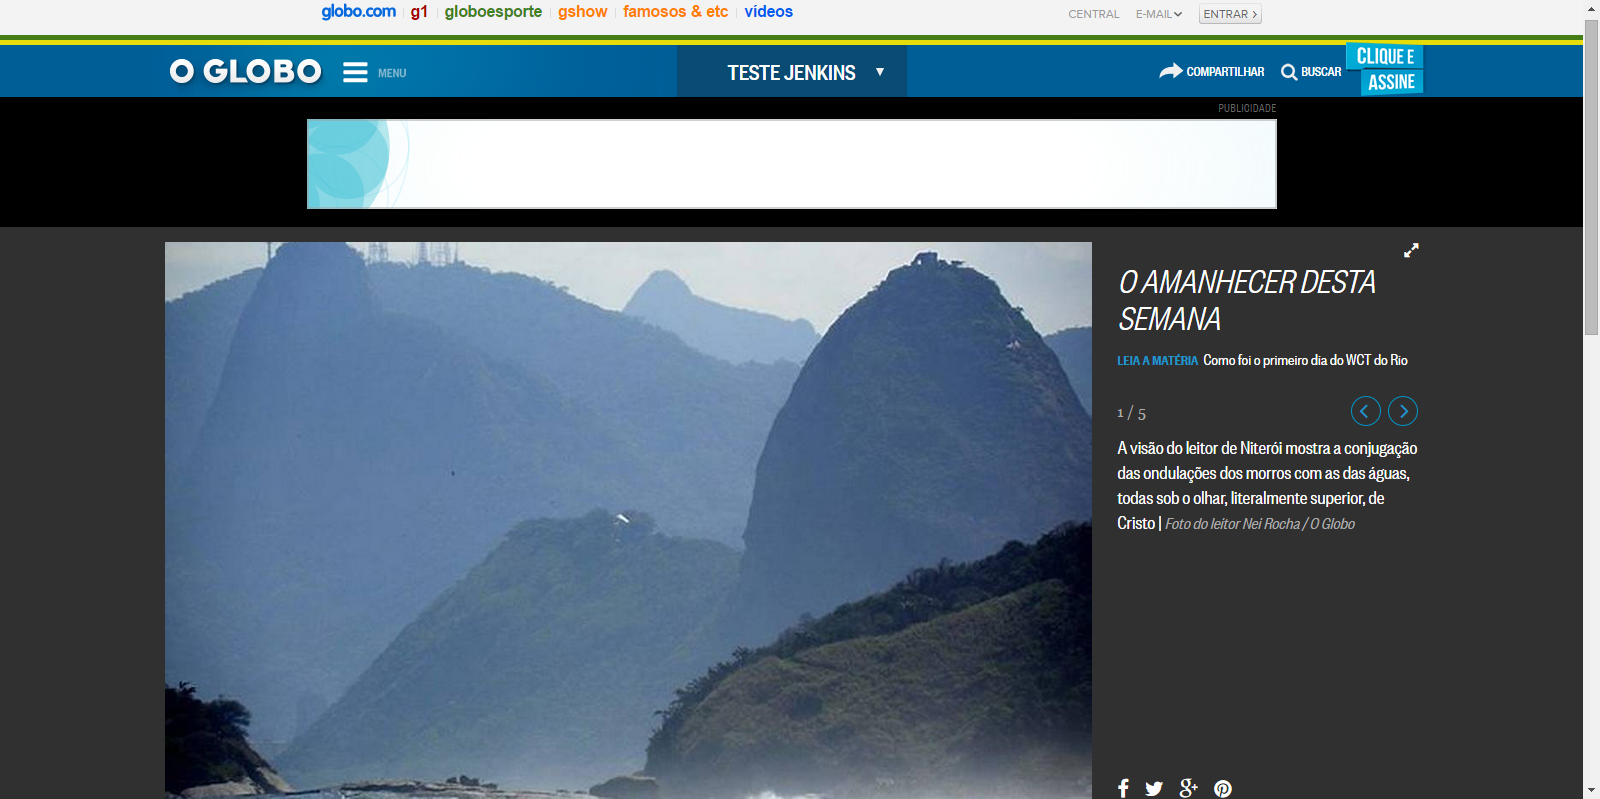 globo.com g1 globoesporte gshow famosos & etc vídeos CENTRAL E-MAIL ENTRAR
O GLOBO MENU TESTE JENKINS COMPARTILHAR BUSCAR CLIQUE E
ASSINE
PUBLICIDADE
O AMANHECER DESTA
SEMANA
LEIA A MATÉRIA Como foi o primeiro dia do WCT do Rio
1 / 5
A visão do leitor de Niterói mostra a conjugação
das ondulações dos morros com as das águas,
todas sob o olhar, literalmente superior, de
Cristo | Foto do leitor Nei Rocha / O Globo